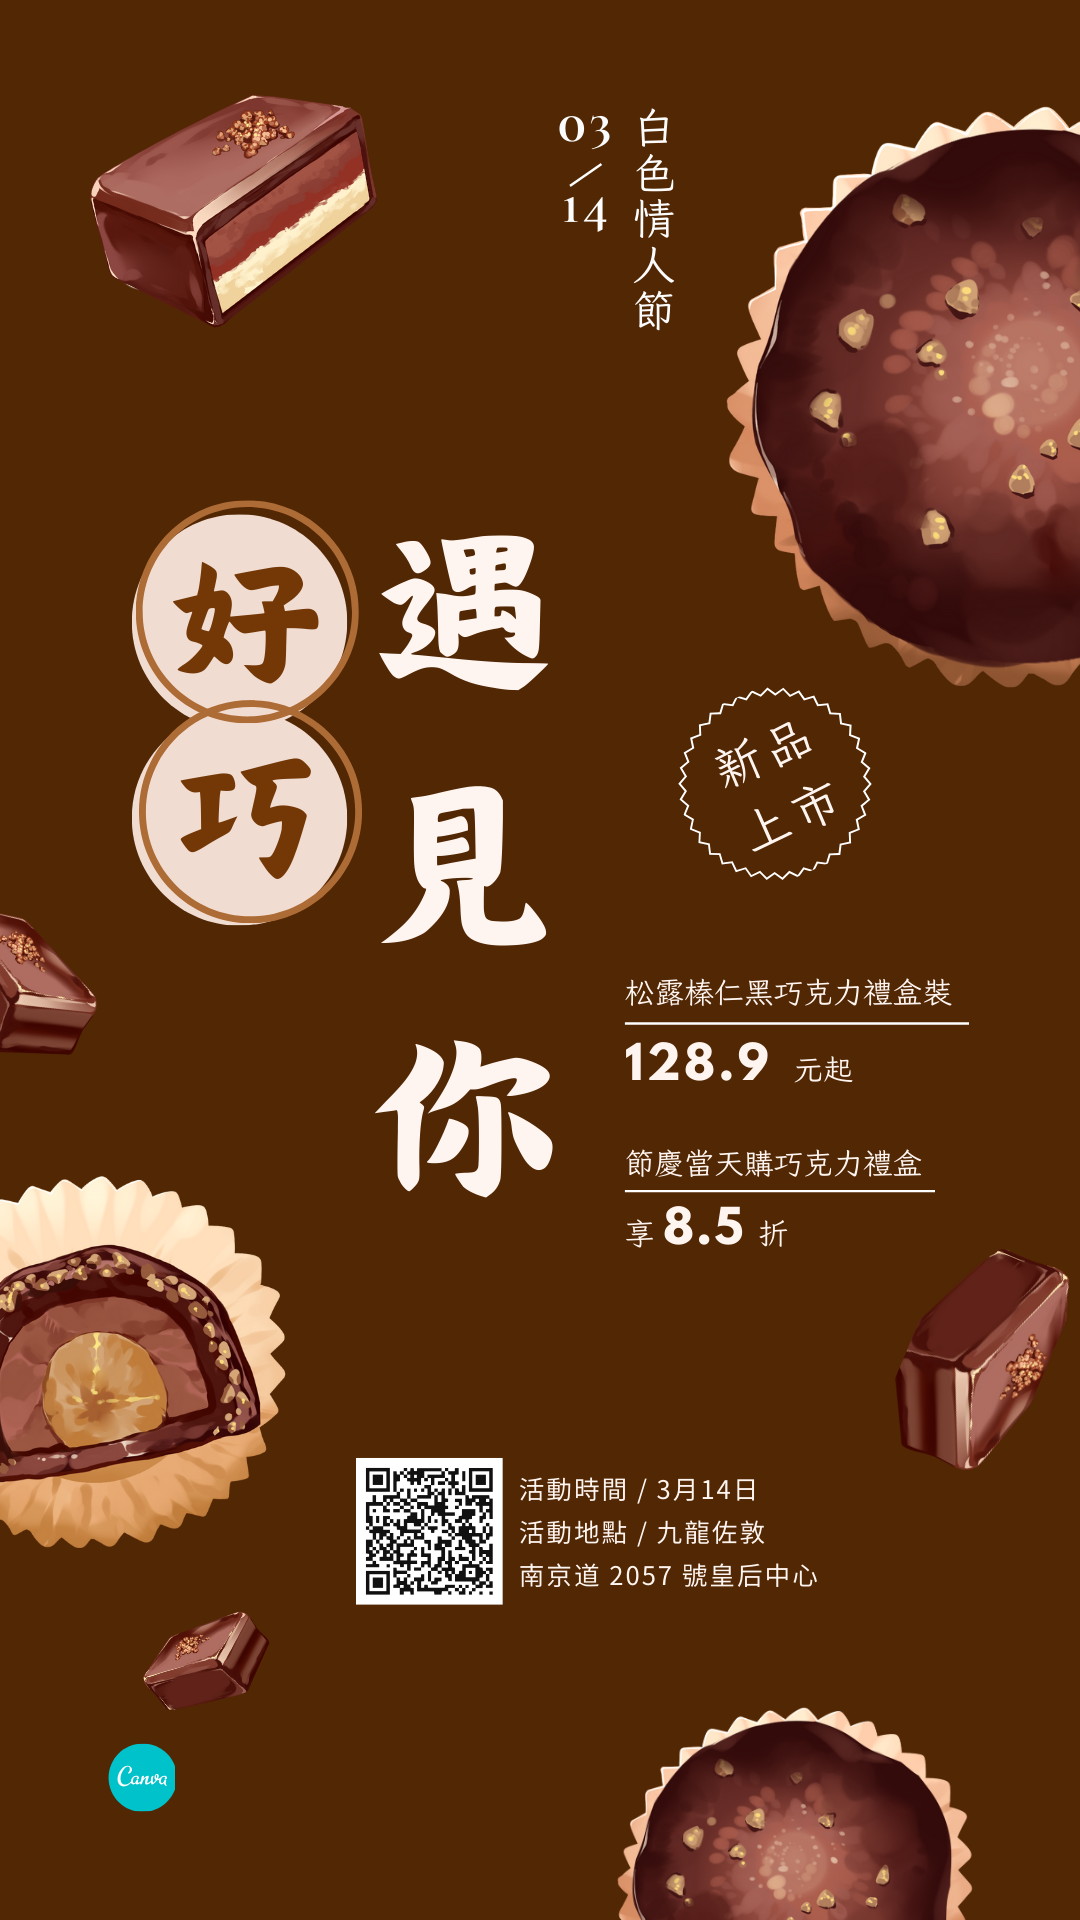 白色情人節
03
/
14
遇見你
好巧
新品
上市
松露榛仁黑巧克力禮盒裝
128.9 元起
節慶當天購巧克力禮盒
享 8.5 折
活動時間 / 3月14日
活動地點 / 九龍佐敦
南京道 2057 號皇后中心
Canva